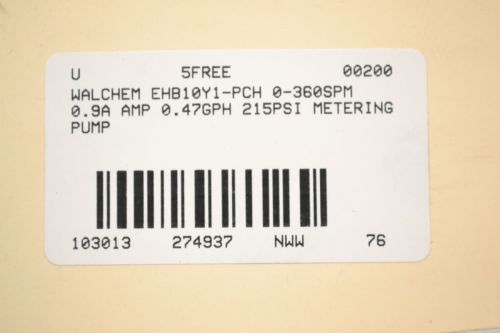 U 5FREE 00200
WALCHEM EHB10Y1-PCH 0-360SPM
0.9A AMP 0.47GPH 215PSI METERING
PUMP
103013 274937 NWW 76